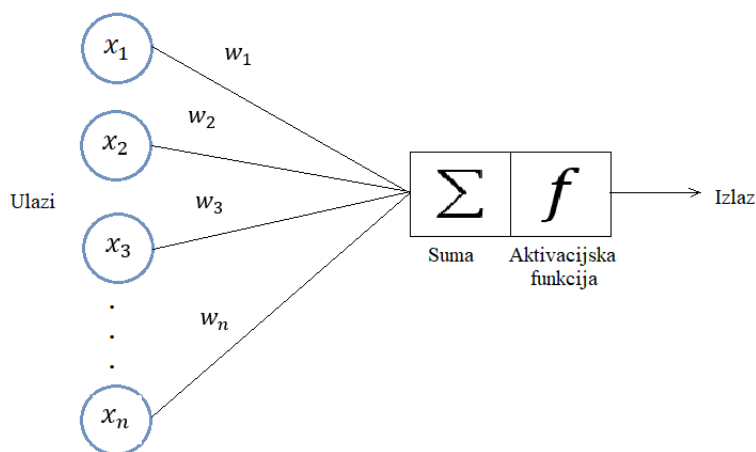 x₁
w₁
w₂
x₂
Ulazi
w₃
x₃
∑
f
Izlaz
Suma
Aktivacijska
funkcija
.
.
.
wₙ
xₙ